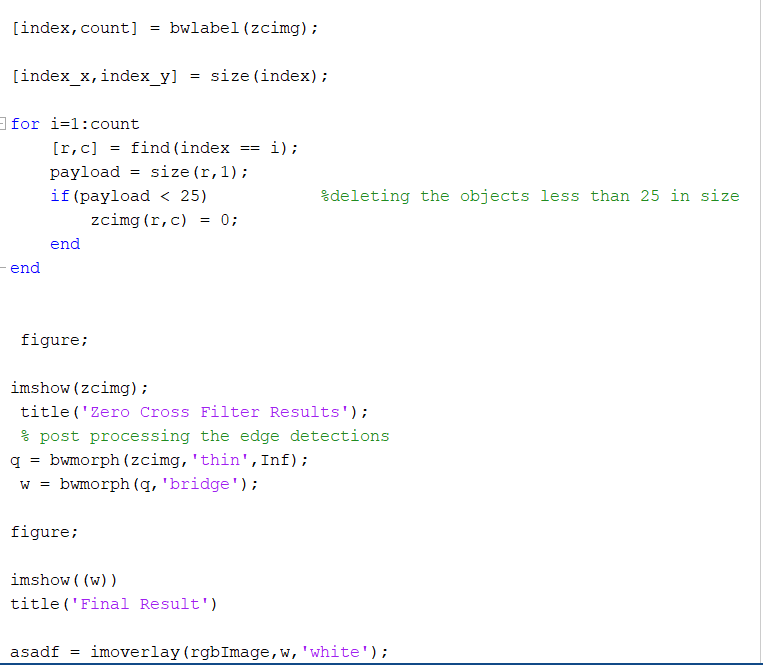 [index,count] = bwlabel(zcimg);
[index_x,index_y] = size(index);
for i=1:count
[r,c] = find(index == i);
payload = size(r,1);
if(payload < 25) %deleting the objects less than 25 in size
zcimg(r,c) = 0;
end
end
figure;
imshow(zcimg);
title('Zero Cross Filter Results');
% post processing the edge detections
q = bwmorph(zcimg,'thin',Inf);
w = bwmorph(q,'bridge');
figure;
imshow((w))
title('Final Result')
asadf = imoverlay(rgbImage,w,'white');